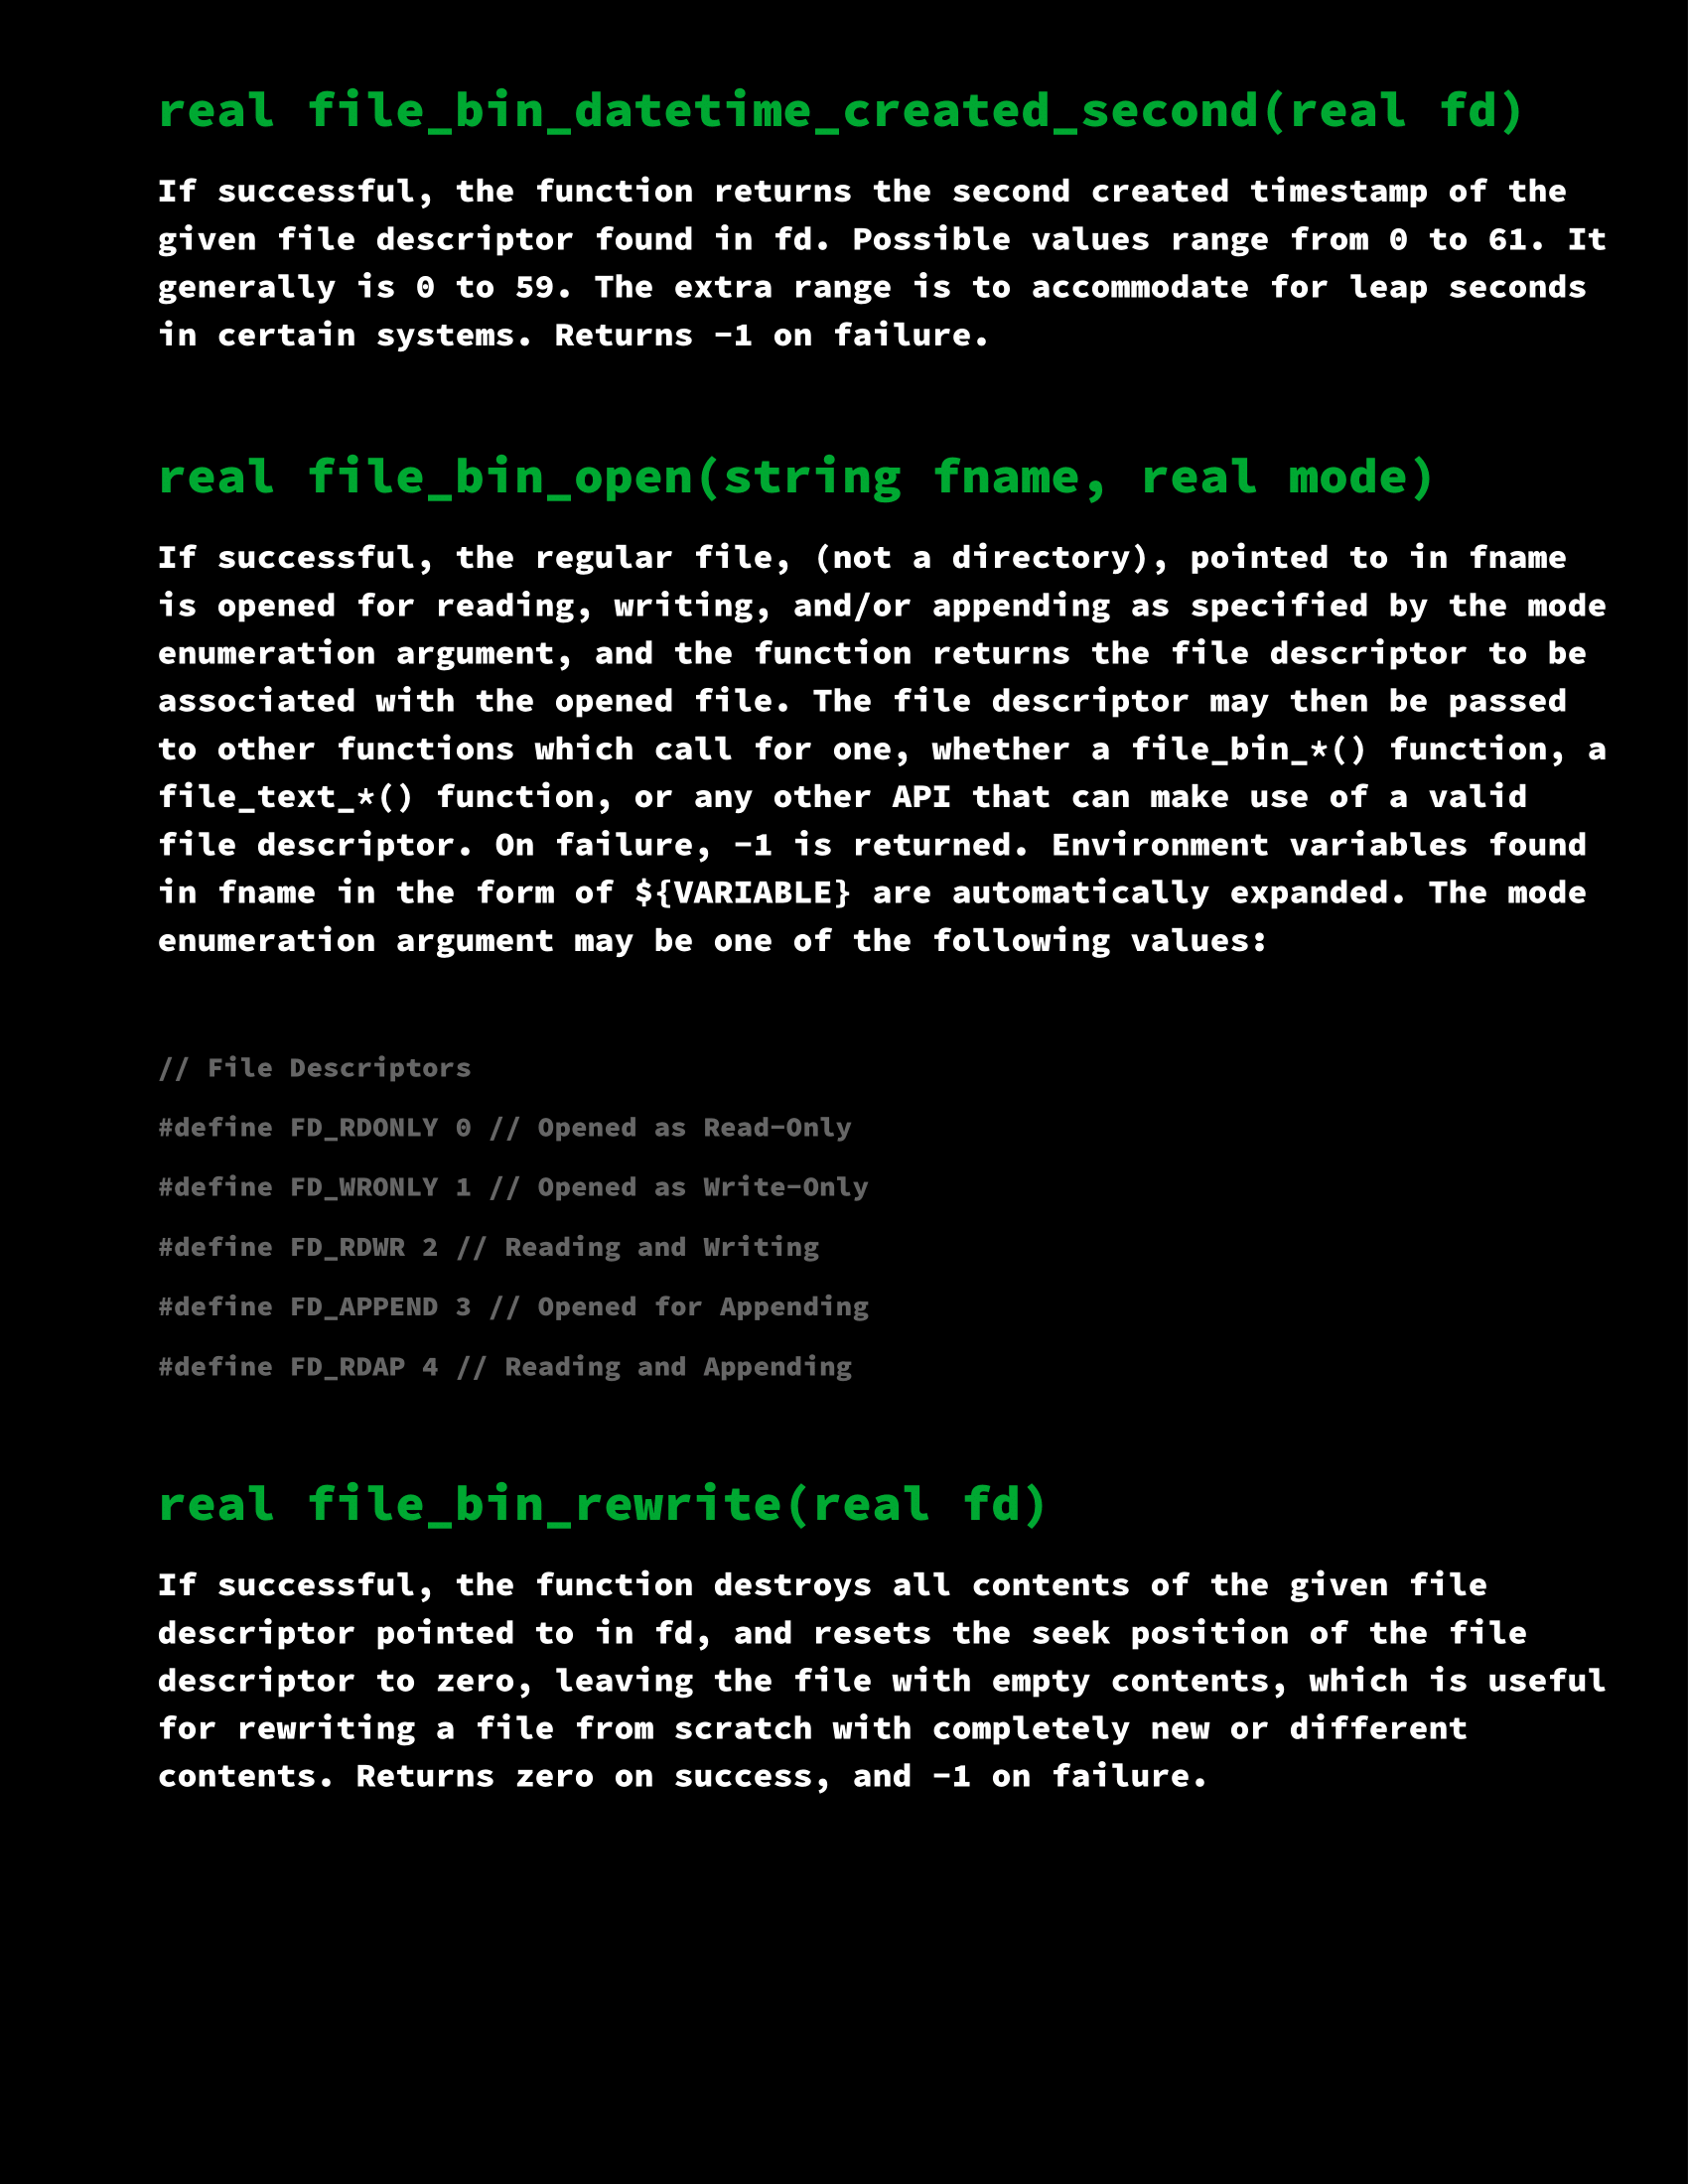 real file_bin_datetime_created_second(real fd)
If successful, the function returns the second created timestamp of the
given file descriptor found in fd. Possible values range from 0 to 61. It
generally is 0 to 59. The extra range is to accommodate for leap seconds
in certain systems. Returns -1 on failure.
real file_bin_open(string fname, real mode)
If successful, the regular file, (not a directory), pointed to in fname
is opened for reading, writing, and/or appending as specified by the mode
enumeration argument, and the function returns the file descriptor to be
associated with the opened file. The file descriptor may then be passed
to other functions which call for one, whether a file_bin_*() function, a
file_text_*() function, or any other API that can make use of a valid
file descriptor. On failure, -1 is returned. Environment variables found
in fname in the form of ${VARIABLE} are automatically expanded. The mode
enumeration argument may be one of the following values:
// File Descriptors
#define FD_RDONLY 0 // Opened as Read-Only
#define FD_WRONLY 1 // Opened as Write-Only
#define FD_RDWR 2 // Reading and Writing
#define FD_APPEND 3 // Opened for Appending
#define FD_RDAP 4 // Reading and Appending
real file_bin_rewrite(real fd)
If successful, the function destroys all contents of the given file
descriptor pointed to in fd, and resets the seek position of the file
descriptor to zero, leaving the file with empty contents, which is useful
for rewriting a file from scratch with completely new or different
contents. Returns zero on success, and -1 on failure.